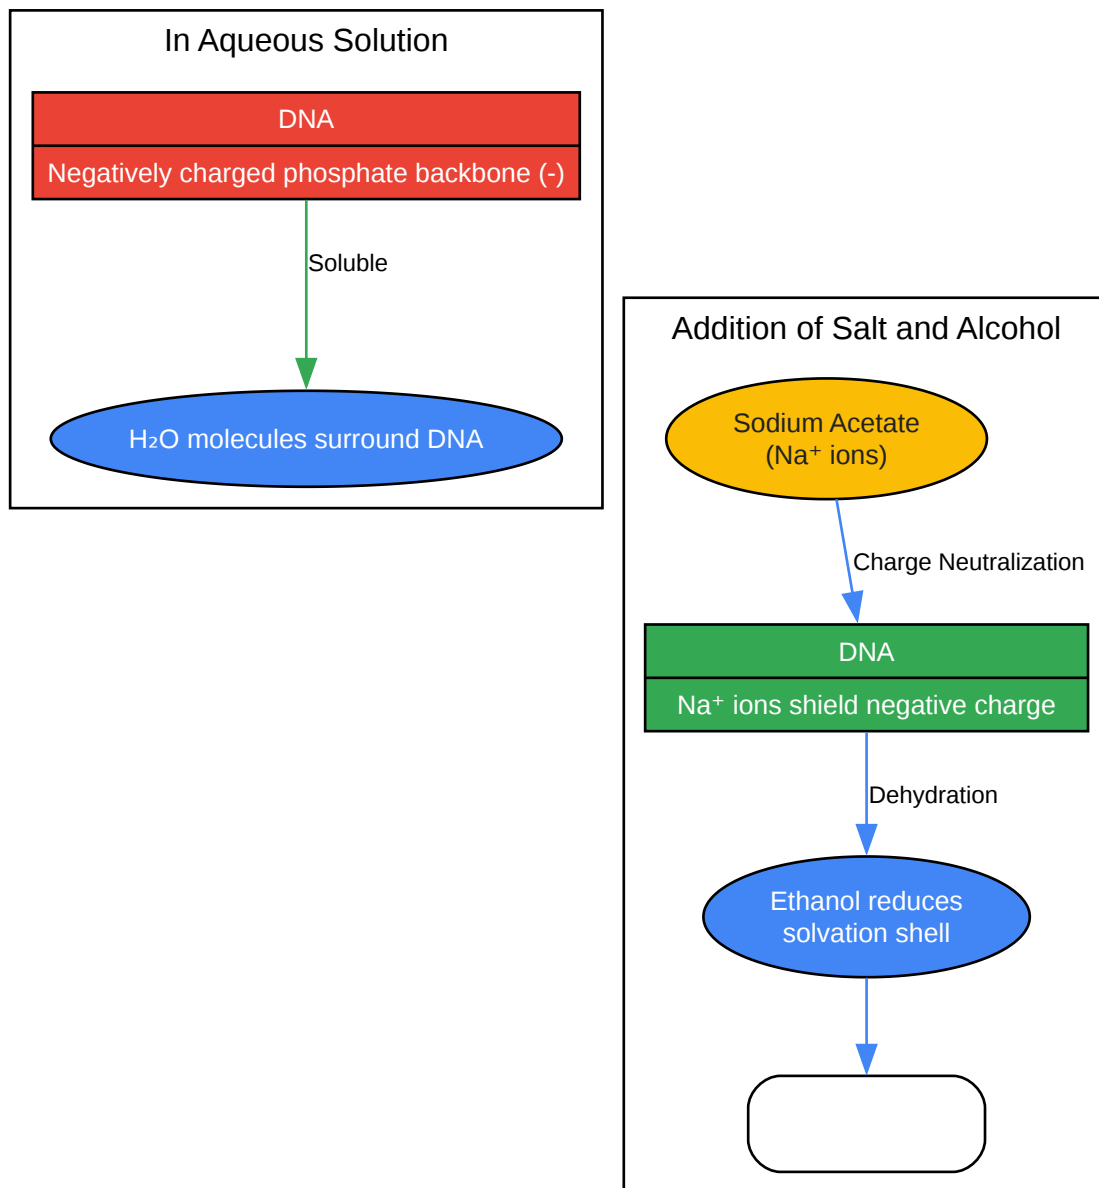 In Aqueous Solution
DNA
Negatively charged phosphate backbone (-)
Soluble
H₂O molecules surround DNA
Addition of Salt and Alcohol
Sodium Acetate
(Na⁺ ions)
Charge Neutralization
DNA
Na⁺ ions shield negative charge
Dehydration
Ethanol reduces
solvation shell